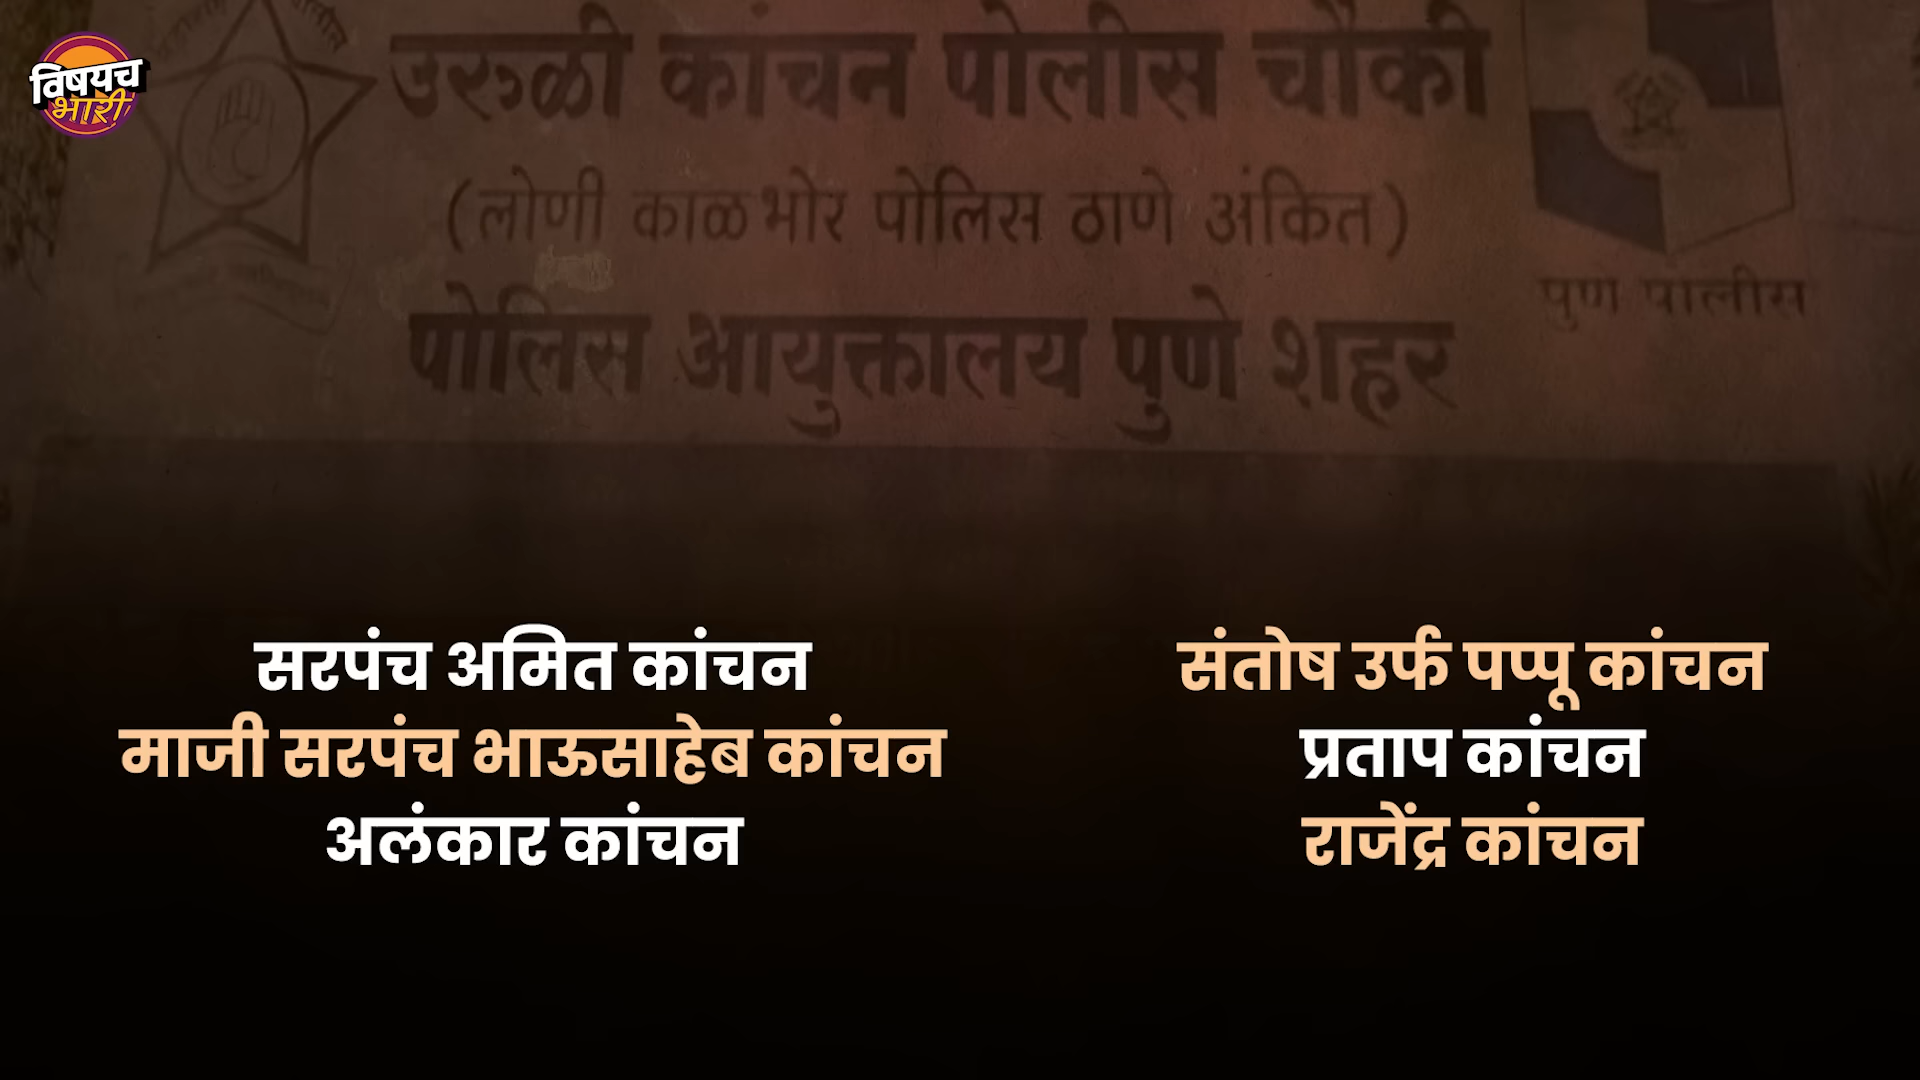 विषयच
भारी
उरुळी कांचन पोलीस चौकी
(लोणी काळभोर पोलिस ठाणे अंकित)
पुणे पोलीस
पोलिस आयुक्तालय पुणे शहर
सरपंच अमित कांचन
माजी सरपंच भाऊसाहेब कांचन
अलंकार कांचन
संतोष उर्फ पप्पू कांचन
प्रताप कांचन
राजेंद्र कांचन